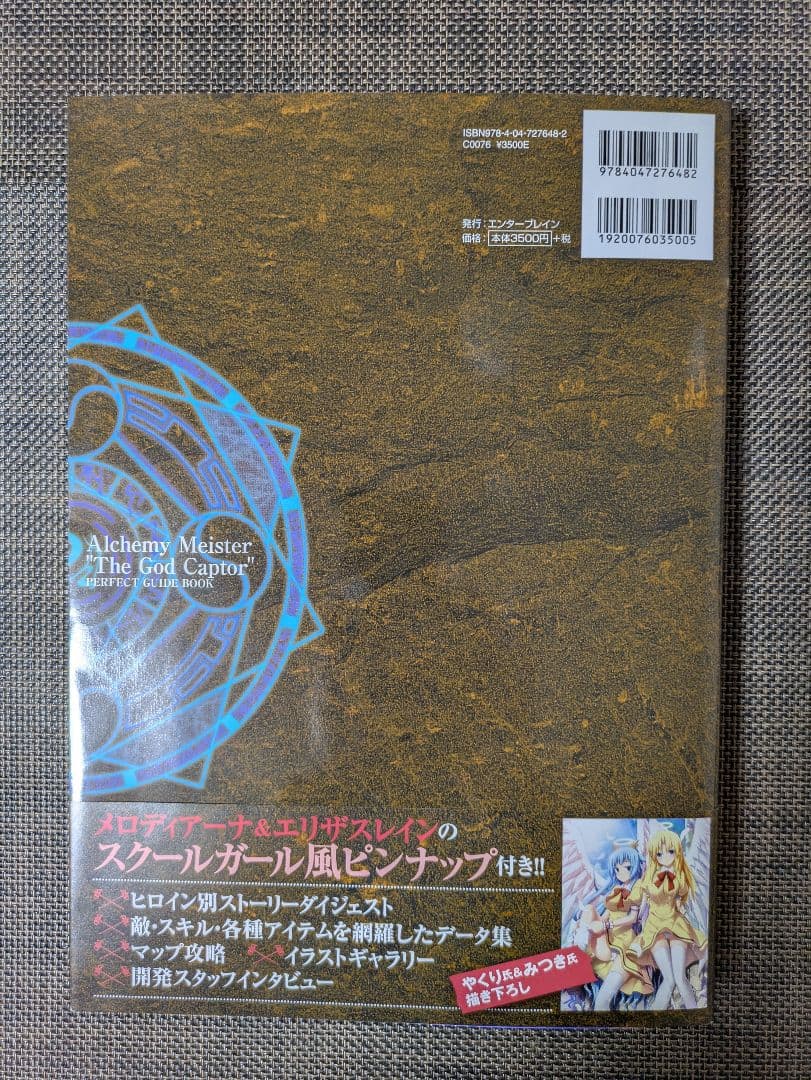 ISBN978-4-04-727648-2
C0076 ¥3500E
9784047276482
発行:エンターブレイン
価格:本体3500円+税
1920076035005
Alchemy Meister
"The God Captor"
PERFECT GUIDE BOOK
メロディアーナ&エリザスレインの
スクールガール風ピンナップ付き!!
ヒロイン別ストーリーダイジェスト
敵・スキル・各種アイテムを網羅したデータ集
マップ攻略 イラストギャラリー
開発スタッフインタビュー
やくり氏&みつき氏
描き下ろし